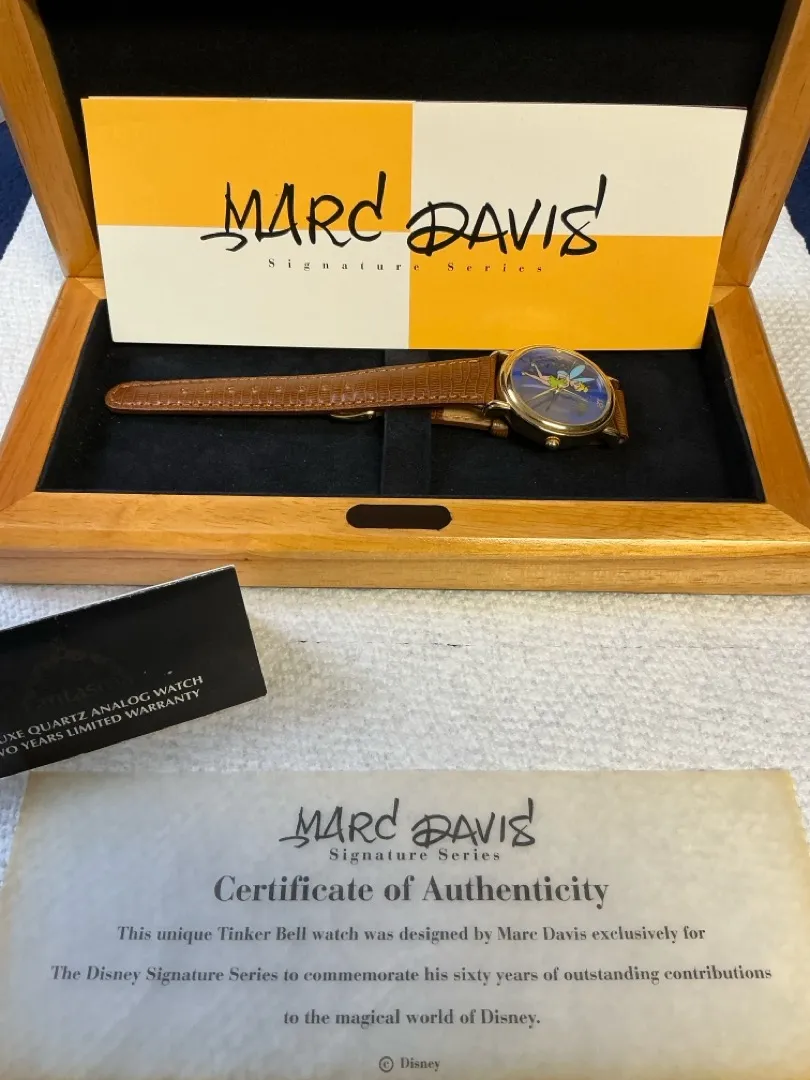 MARC DAVIS
Signature Series
QUARTZ ANALOG WATCH
YEARS LIMITED WARRANTY
MARC DAVIS
Signature Series
Certificate of Authenticity
This unique Tinker Bell watch was designed by Marc Davis exclusively for
The Disney Signature Series to commemorate his sixty years of outstanding contributions
to the magical world of Disney.
© Disney